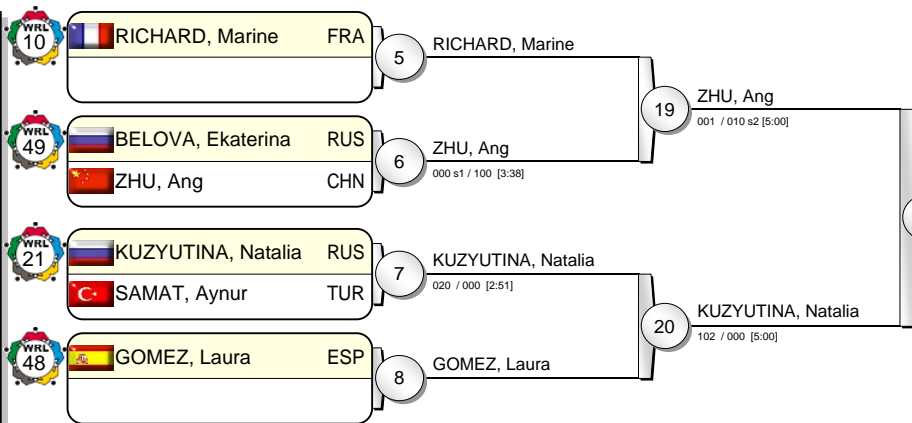 WRL
10
RICHARD, Marine FRA
5
RICHARD, Marine
19
ZHU, Ang
001 / 010 s2 [5:00]
WRL
49
BELOVA, Ekaterina RUS
ZHU, Ang CHN
6
ZHU, Ang
000 s1 / 100 [3:38]
WRL
21
KUZYUTINA, Natalia RUS
SAMAT, Aynur TUR
7
KUZYUTINA, Natalia
020 / 000 [2:51]
20
KUZYUTINA, Natalia
102 / 000 [5:00]
WRL
48
GOMEZ, Laura ESP
8
GOMEZ, Laura